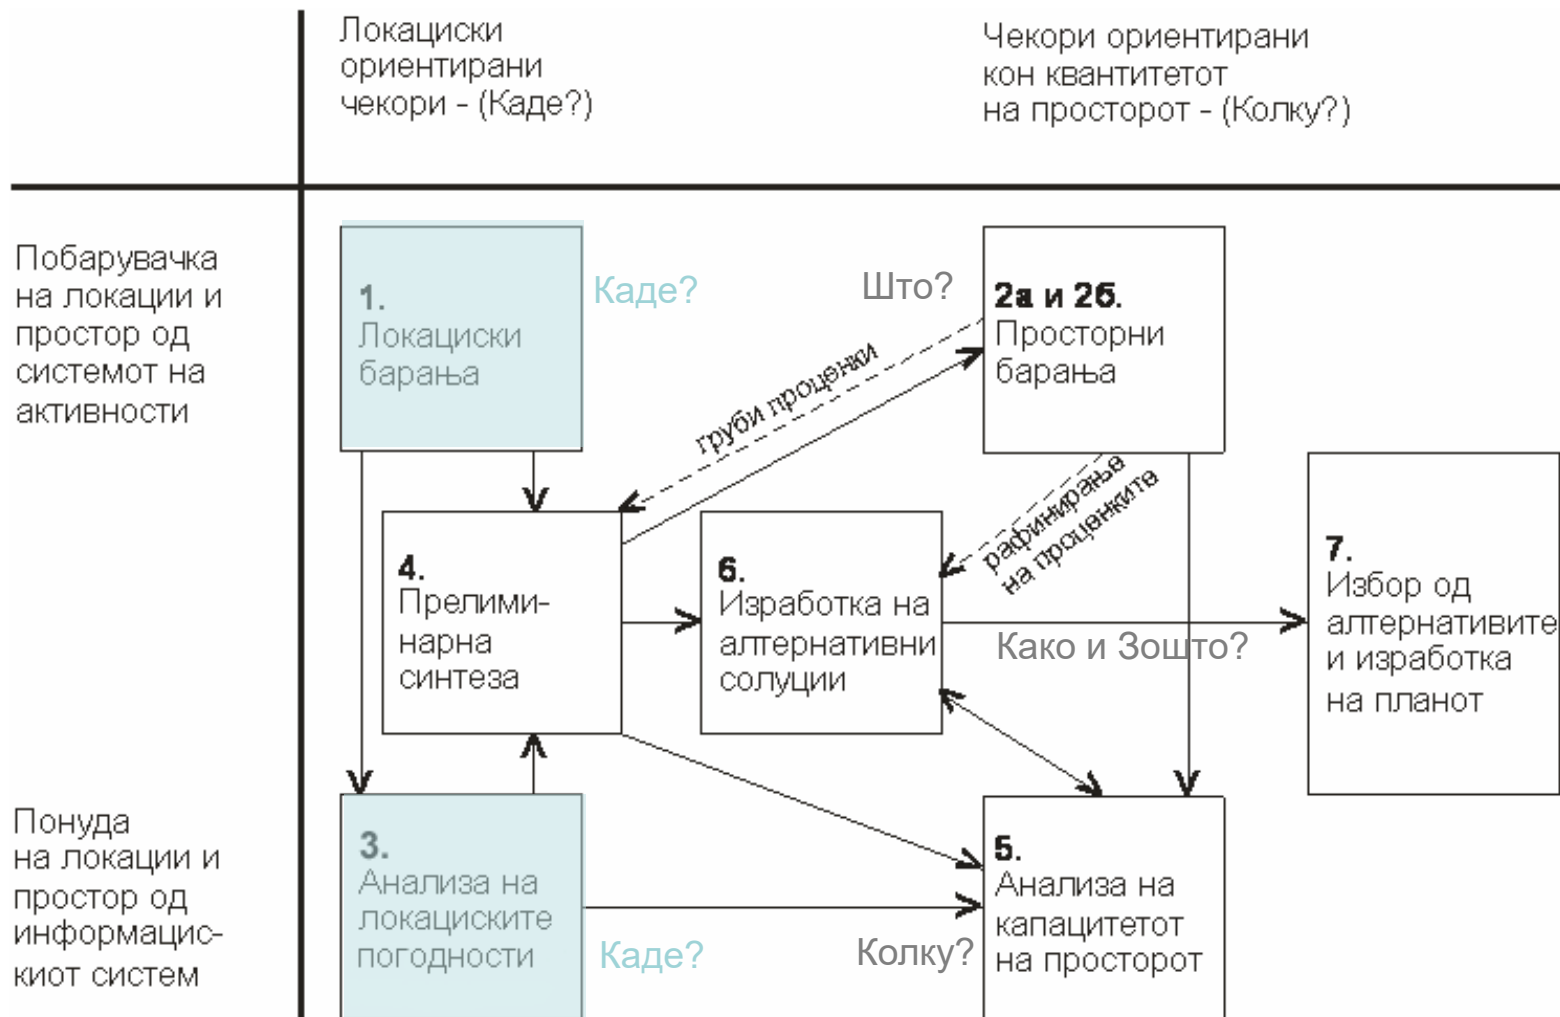 Локациски
ориентирани
чекори - (Каде?)
Чекори ориентирани
кон квантитетот
на просторот - (Колку?)
Побарувачка
на локации и
простор од
системот на
активности
1.
Локациски
барања
Каде?
Што?
2а и 2б.
Просторни
барања
груби проценки
рафинирање
на проценките
4.
Прелими-
нарна
синтеза
6.
Изработка на
алтернативни
солуции
Како и Зошто?
7.
Избор од
алтернативите
и изработка
на планот
Понуда
на локации и
простор од
информацис-
киот систем
3.
Анализа на
локациските
погодности
Каде?
Колку?
5.
Анализа на
капацитетот
на просторот